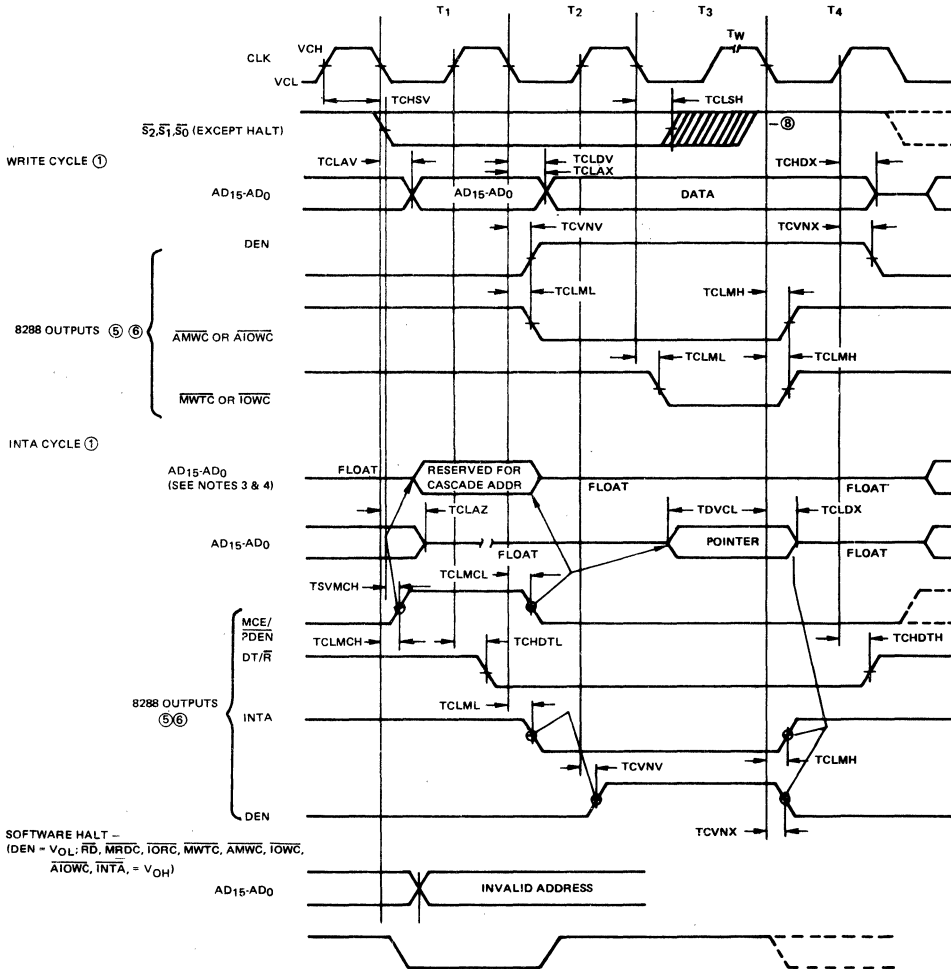 T1 T2 T3 T4
TW
VCH
CLK
VCL
TCHSV TCLSH
S2,S1,S0 (EXCEPT HALT) ⑧
WRITE CYCLE ①
TCLAV TCLDV TCHDX
TCLAX
AD15-AD0 AD15-AD0 DATA
TCVNV TCVNX
DEN
TCLML TCLMH
8288 OUTPUTS ⑤ ⑥
AMWC OR AIOWC
TCLML TCLMH
MWTC OR IOWC
INTA CYCLE ①
AD15-AD0 FLOAT RESERVED FOR
(SEE NOTES 3 & 4) CASCADE ADDR FLOAT FLOAT
TCLAZ TDVCL TCLDX
AD15-AD0 FLOAT POINTER FLOAT
TCLMCL
TSVMCH
MCE/
PDEN
TCLMCH TCHDTL TCHDTH
DT/R
TCLML
8288 OUTPUTS
⑤⑥
INTA
TCVNV TCLMH
DEN
TCVNX
SOFTWARE HALT –
(DEN = VOL; RD, MRDC, IORC, MWTC, AMWC, IOWC,
AIOWC, INTA, = VOH)
AD15-AD0 INVALID ADDRESS